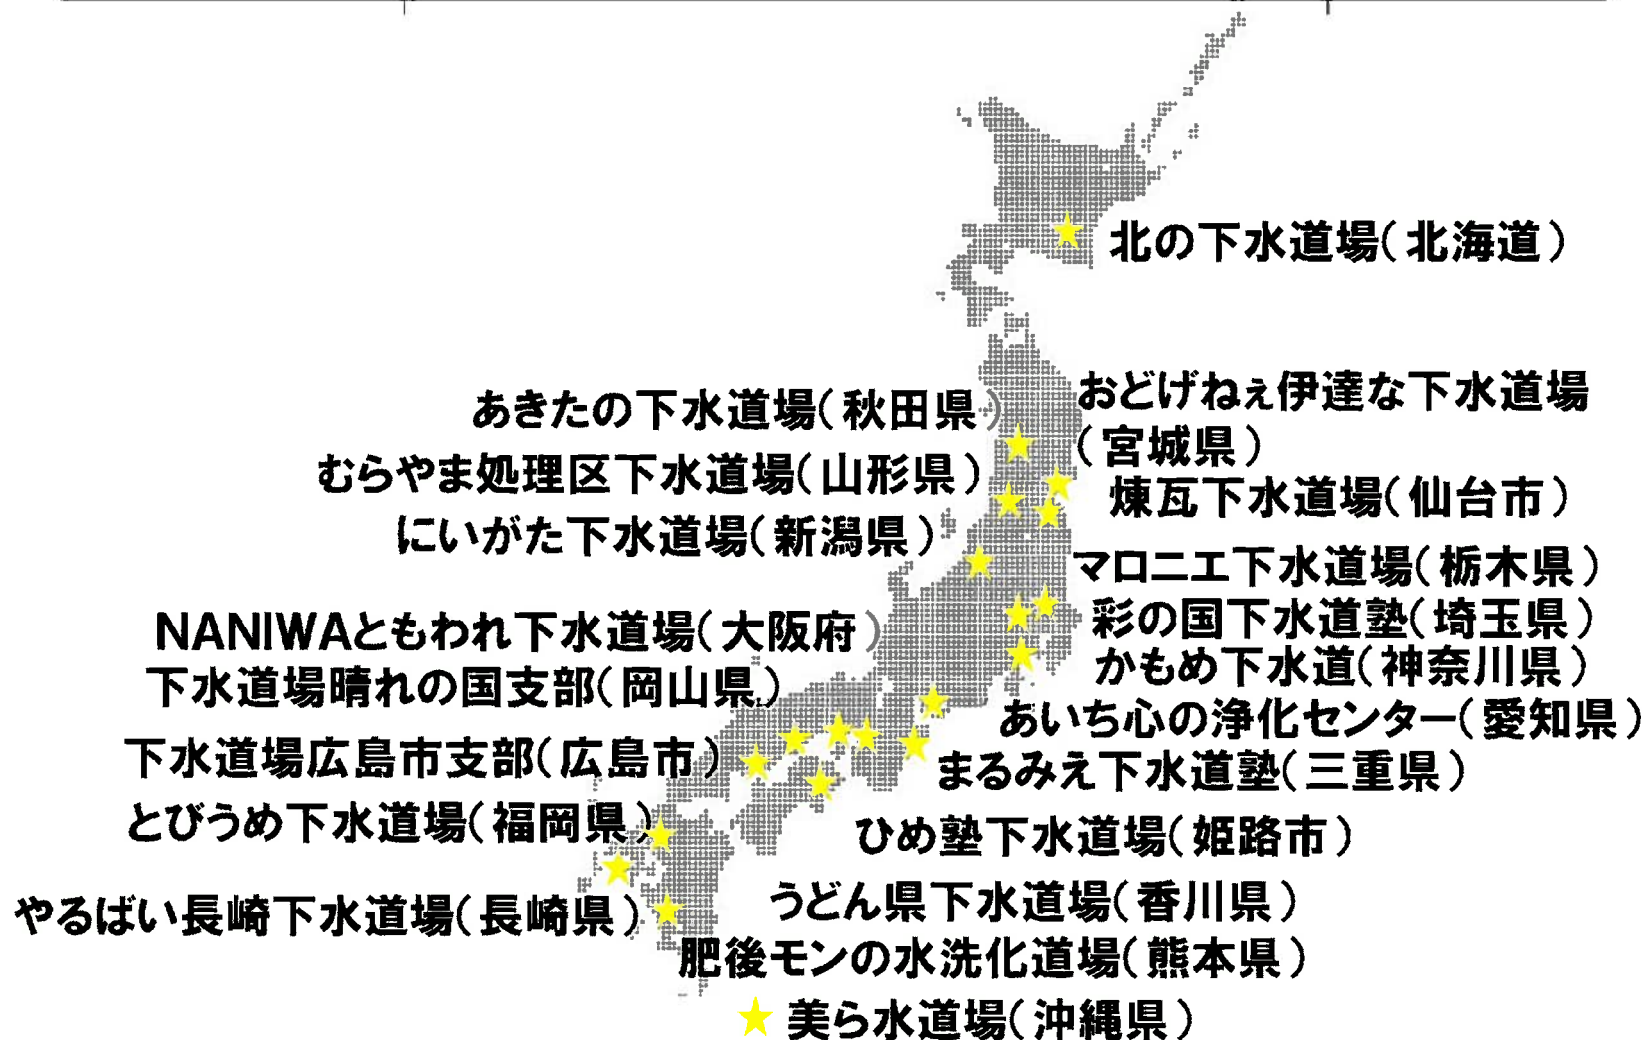 北の下水道場(北海道)
あきたの下水道場(秋田県)
おどげねぇ伊達な下水道場
(宮城県)
むらやま処理区下水道場(山形県)
煉瓦下水道場(仙台市)
にいがた下水道場(新潟県)
マロニエ下水道場(栃木県)
NANIWAともわれ下水道場(大阪府)
彩の国下水道塾(埼玉県)
かもめ下水道(神奈川県)
下水道場晴れの国支部(岡山県)
あいち心の浄化センター(愛知県)
下水道場広島市支部(広島市)
まるみえ下水道塾(三重県)
とびうめ下水道場(福岡県)
ひめ塾下水道場(姫路市)
うどん県下水道場(香川県)
やるばい長崎下水道場(長崎県)
肥後モンの水洗化道場(熊本県)
美ら水道場(沖縄県)